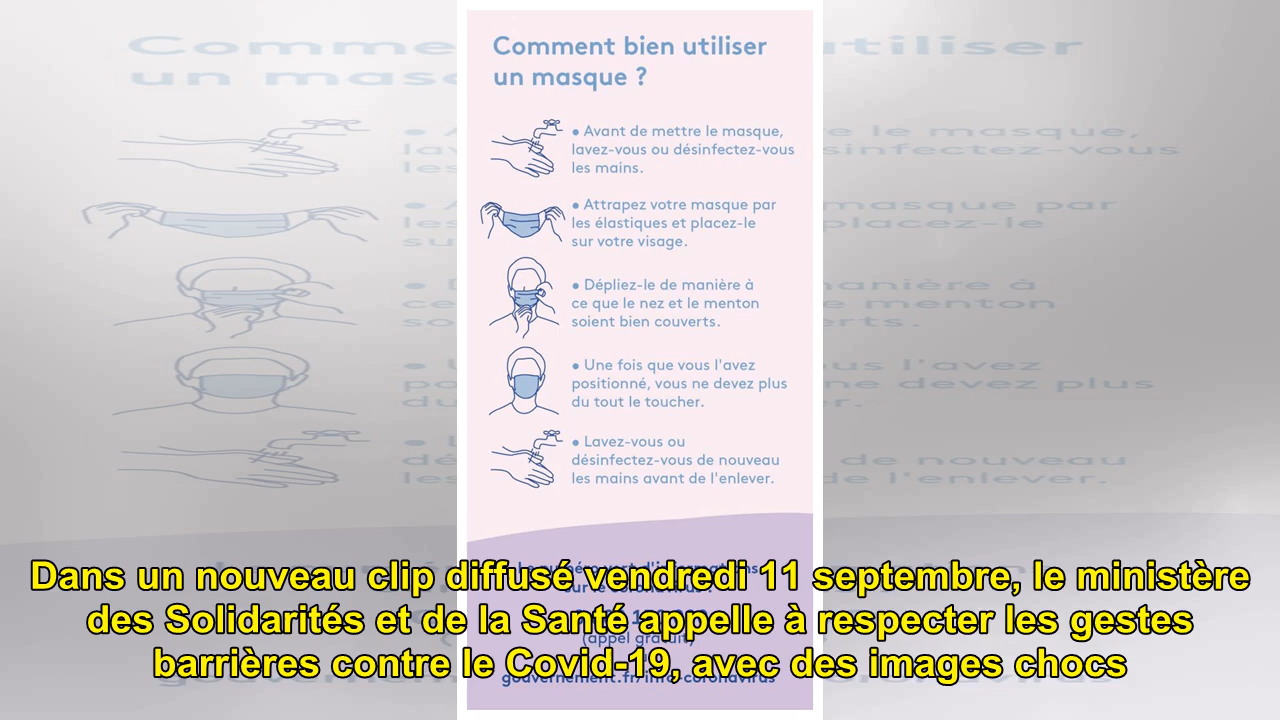 Comment bien utiliser
un masque ?
• Avant de mettre le masque,
lavez-vous ou désinfectez-vous
les mains.
• Attrapez votre masque par
les élastiques et placez-le
sur votre visage.
• Dépliez-le de manière à
ce que le nez et le menton
soient bien couverts.
• Une fois que vous l'avez
positionné, vous ne devez plus
du tout le toucher.
• Lavez-vous ou
désinfectez-vous de nouveau
les mains avant de l'enlever.
Dans un nouveau clip diffusé vendredi 11 septembre, le ministère
des Solidarités et de la Santé appelle à respecter les gestes
(appel gratuit)
barrières contre le Covid-19, avec des images chocs
gouvernement.fr/info-coronavirus